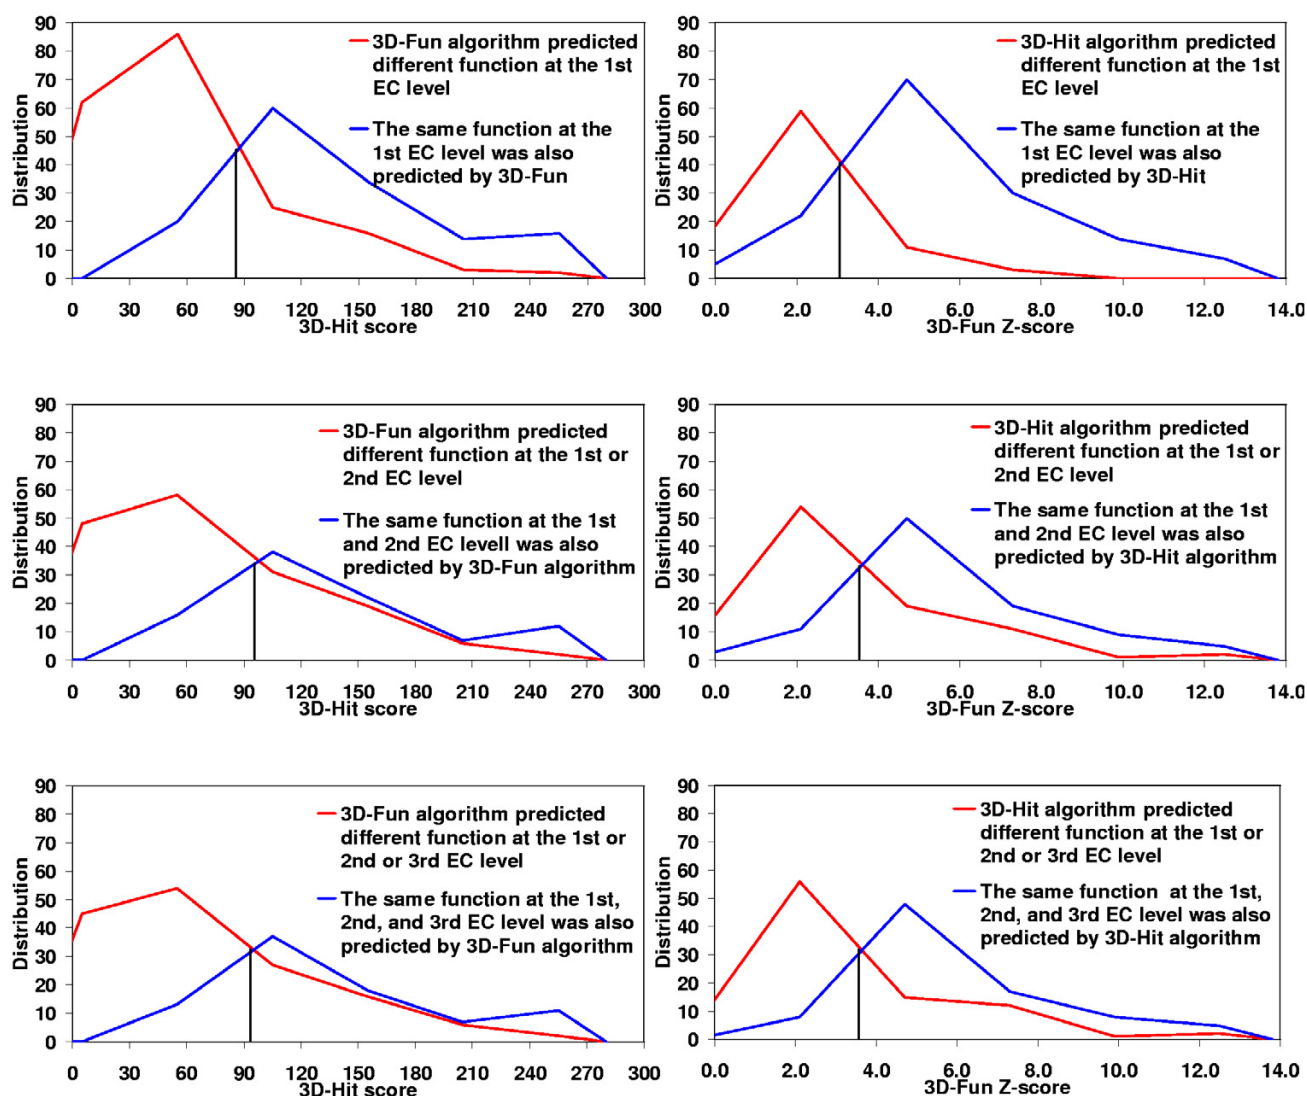 90
80
70
60
50
40
30
20
10
0
Distribution
3D-Fun algorithm predicted
different function at the 1st
EC level
The same function at the
1st EC level was also
predicted by 3D-Fun
0 30 60 90 120 150 180 210 240 270 300
3D-Hit score
90
80
70
60
50
40
30
20
10
0
Distribution
3D-Hit algorithm predicted
different function at the 1st
EC level
The same function at the
1st EC level was also
predicted by 3D-Hit
0.0 2.0 4.0 6.0 8.0 10.0 12.0 14.0
3D-Fun Z-score
90
80
70
60
50
40
30
20
10
0
Distribution
3D-Fun algorithm predicted
different function at the 1st or
2nd EC level
The same function at the 1st
and 2nd EC levell was also
predicted by 3D-Fun algorithm
0 30 60 90 120 150 180 210 240 270 300
3D-Hit score
90
80
70
60
50
40
30
20
10
0
Distribution
3D-Hit algorithm predicted
different function at the 1st or
2nd EC level
The same function at the 1st
and 2nd EC level was also
predicted by 3D-Hit algorithm
0.0 2.0 4.0 6.0 8.0 10.0 12.0 14.0
3D-Fun Z-score
90
80
70
60
50
40
30
20
10
0
Distribution
3D-Fun algorithm predicted
different function at the 1st or
2nd or 3rd EC level
The same function at the 1st,
2nd, and 3rd EC level was also
predicted by 3D-Fun algorithm
0 30 60 90 120 150 180 210 240 270 300
3D-Hit score
90
80
70
60
50
40
30
20
10
0
Distribution
3D-Hit algorithm predicted
different function at the 1st or
2nd or 3rd EC level
The same function at the 1st,
2nd, and 3rd EC level was also
predicted by 3D-Hit algorithm
0.0 2.0 4.0 6.0 8.0 10.0 12.0 14.0
3D-Fun Z-score